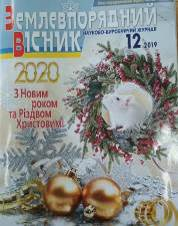 Землевпорядний
ВІСНИК
НАУКОВО-ВИРОБНИЧИЙ ЖУРНАЛ
12 2019
2020
З Новим
роком
та Різдвом
Христовим!